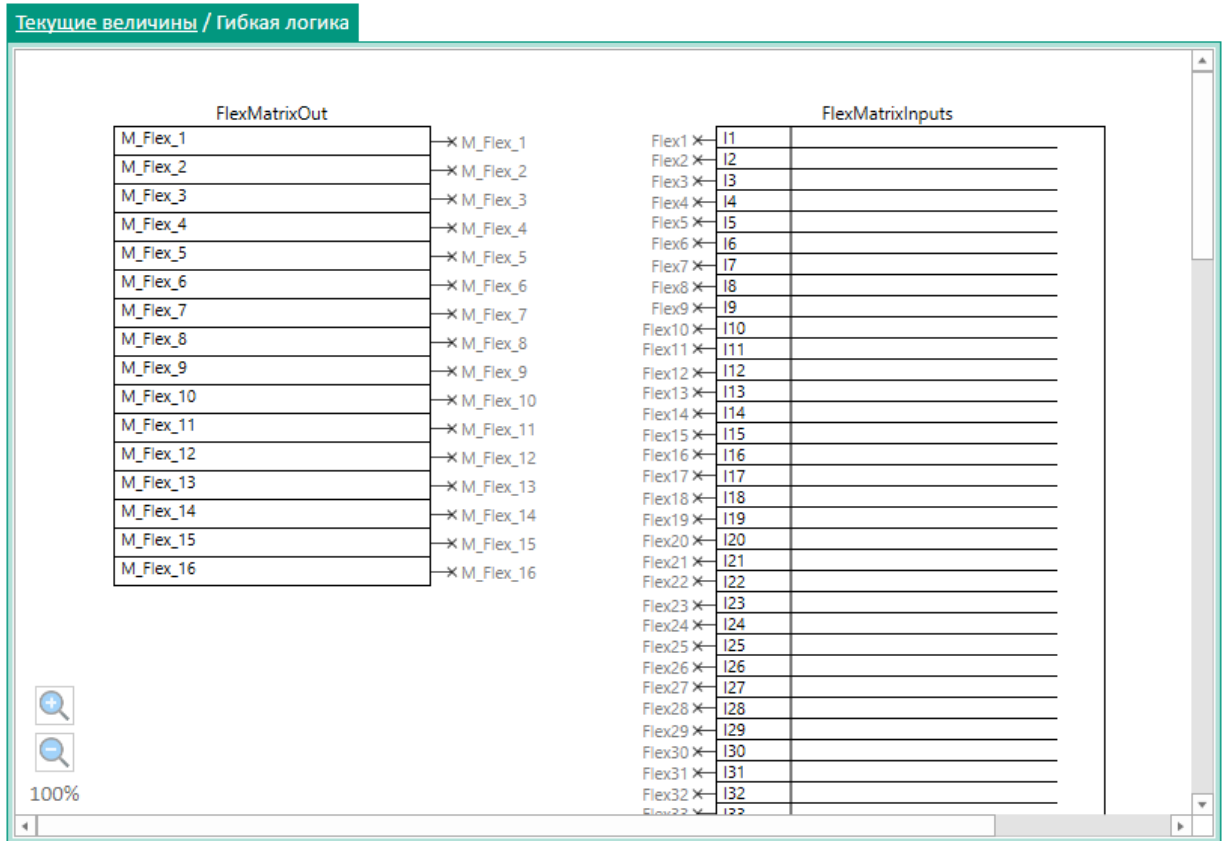 Текущие величины / Гибкая логика
FlexMatrixOut
M_Flex_1 M_Flex_1
M_Flex_2 M_Flex_2
M_Flex_3 M_Flex_3
M_Flex_4 M_Flex_4
M_Flex_5 M_Flex_5
M_Flex_6 M_Flex_6
M_Flex_7 M_Flex_7
M_Flex_8 M_Flex_8
M_Flex_9 M_Flex_9
M_Flex_10 M_Flex_10
M_Flex_11 M_Flex_11
M_Flex_12 M_Flex_12
M_Flex_13 M_Flex_13
M_Flex_14 M_Flex_14
M_Flex_15 M_Flex_15
M_Flex_16 M_Flex_16
FlexMatrixInputs
Flex1 I1
Flex2 I2
Flex3 I3
Flex4 I4
Flex5 I5
Flex6 I6
Flex7 I7
Flex8 I8
Flex9 I9
Flex10 I10
Flex11 I11
Flex12 I12
Flex13 I13
Flex14 I14
Flex15 I15
Flex16 I16
Flex17 I17
Flex18 I18
Flex19 I19
Flex20 I20
Flex21 I21
Flex22 I22
Flex23 I23
Flex24 I24
Flex25 I25
Flex26 I26
Flex27 I27
Flex28 I28
Flex29 I29
Flex30 I30
Flex31 I31
Flex32 I32
Flex33 I33
100%